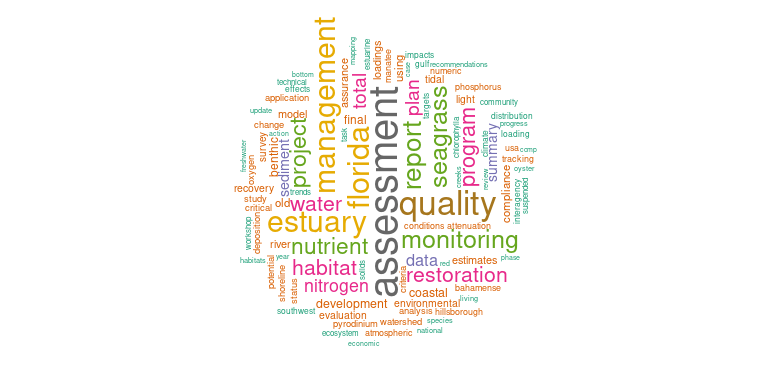 management
mapping
estuarine
loadings
manatee
using
case
impacts
gulf
recommendations
numeric
tidal
phosphorus
bottom
technical
effects
application
assurance
total
plan
targets
light
community
update
model
change
action
project
final
task
florida
assessment
report
seagrass
chlorophylla
program
climate
summary
distribution
progress
loading
usa
comp
tracking
oyster
freshwater
oxygen
survey
benthic
sediment
creeks
review
compliance
interagency
suspended
recovery
study
critical
old
trends
water
quality
workshop
deposition
estuary
conditions
attenuation
river
nutrient
monitoring
habitats
year
potential
shoreline
status
habitat
solids
nitrogen
criteria
data
red
estimates
phase
restoration
bahamense
coastal
living
southwest
development
environmental
evaluation
analysis
hillsborough
pyrodinium
watershed
species
ecosystem
atmospheric
national
economic